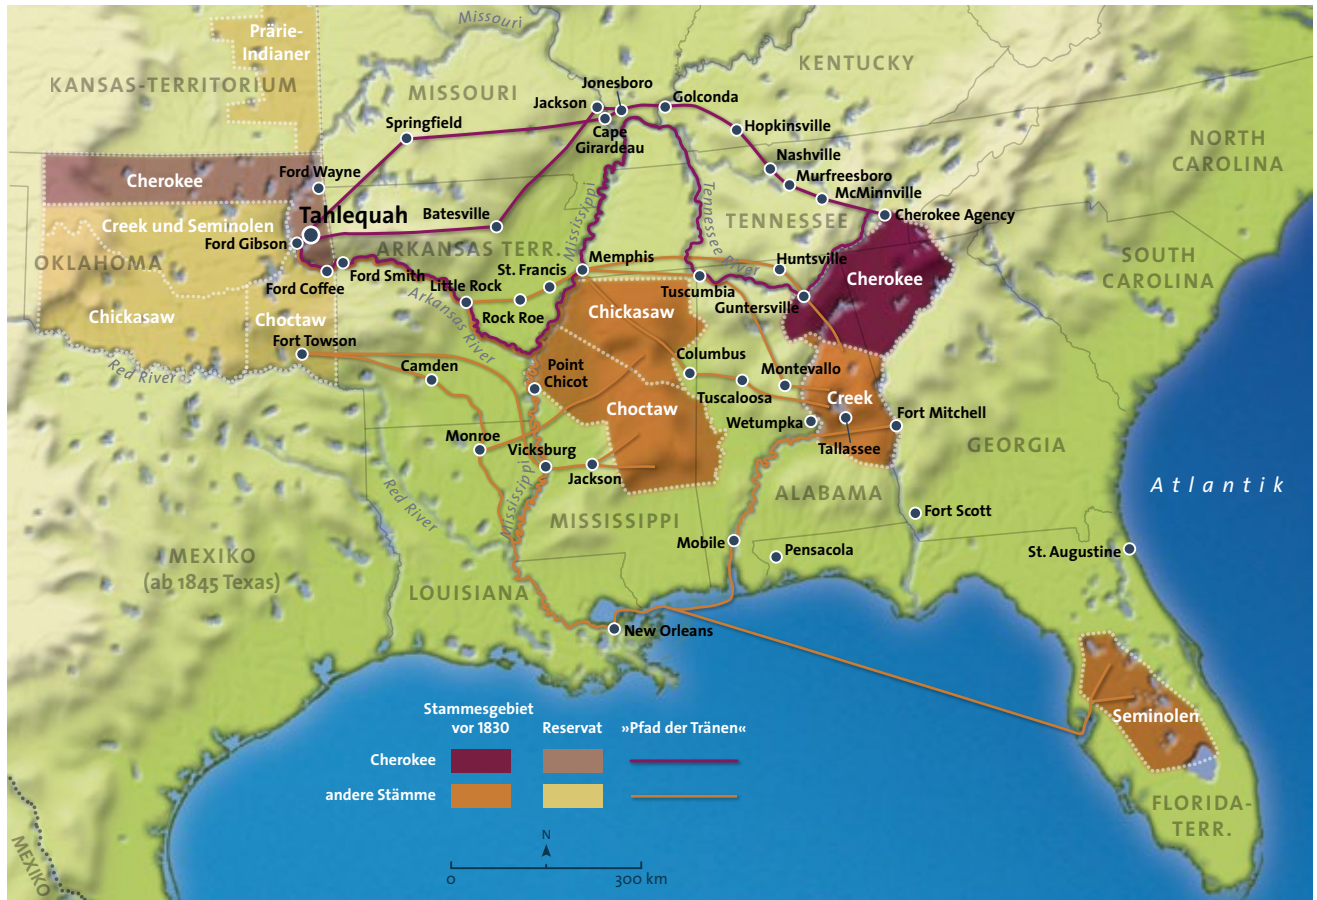 Missouri
Prärie-
Indianer
KENTUCKY
KANSAS-TERRITORIUM
MISSOURI
Jonesboro
Jackson
Golconda
Springfield
Cape
Girardeau
Hopkinsville
NORTH
CAROLINA
Nashville
Ford Wayne
Cherokee
Murfreesboro
McMinnville
Tahlequah
Batesville
Mississippi
Tennessee River
TENNESSEE
Cherokee Agency
Creek und Seminolen
Ford Gibson
ARKANSAS TERR.
OKLAHOMA
Memphis
Huntsville
SOUTH
CAROLINA
Ford Smith
St. Francis
Cherokee
Ford Coffee
Little Rock
Tuscumbia
Arkansas River
Guntersville
Chickasaw
Choctaw
Rock Roe
Chickasaw
Fort Towson
Columbus
Red River
Camden
Point
Chicot
Montevallo
Tuscaloosa
Creek
Choctaw
Fort Mitchell
Wetumpka
Monroe
Vicksburg
Tallassee
GEORGIA
Jackson
Atlantik
Red River
Mississippi
ALABAMA
MISSISSIPPI
Fort Scott
Mobile
Pensacola
St. Augustine
MEXIKO
(ab 1845 Texas)
LOUISIANA
New Orleans
Seminolen
Stammesgebiet
vor 1830
Reservat
»Pfad der Tränen«
Cherokee
andere Stämme
FLORIDA-
TERR.
N
MEXIKO
0
300 km